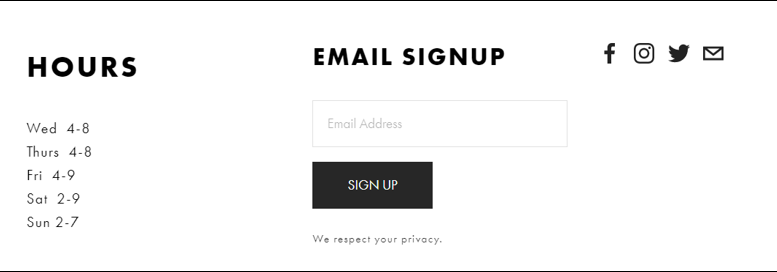 HOURS
Wed 4-8
Thurs 4-8
Fri 4-9
Sat 2-9
Sun 2-7
EMAIL SIGNUP
Email Address
SIGN UP
We respect your privacy.